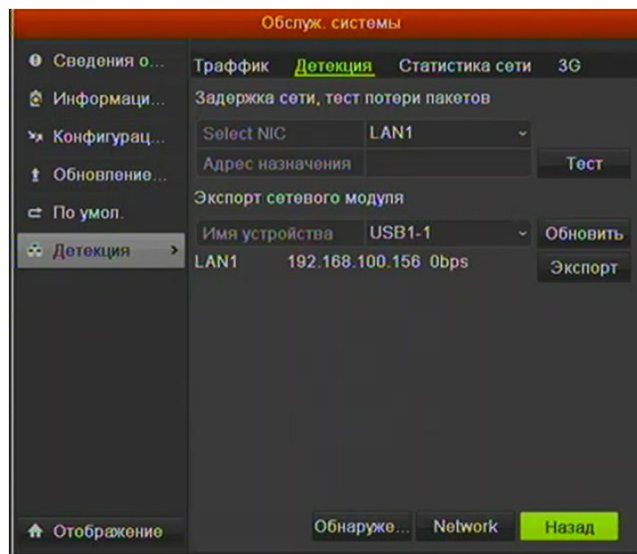 Обслуж. системы
Сведения о...
Информаци...
Конфигурац...
Обновление...
По умол.
Детекция >
Отображение
Траффик Детекция Статистика сети 3G
Задержка сети, тест потери пакетов
Select NIC LAN1
Адрес назначения Тест
Экспорт сетевого модуля
Имя устройства USB1-1 Обновить
LAN1 192.168.100.156 0bps Экспорт
Обнаруже... Network Назад